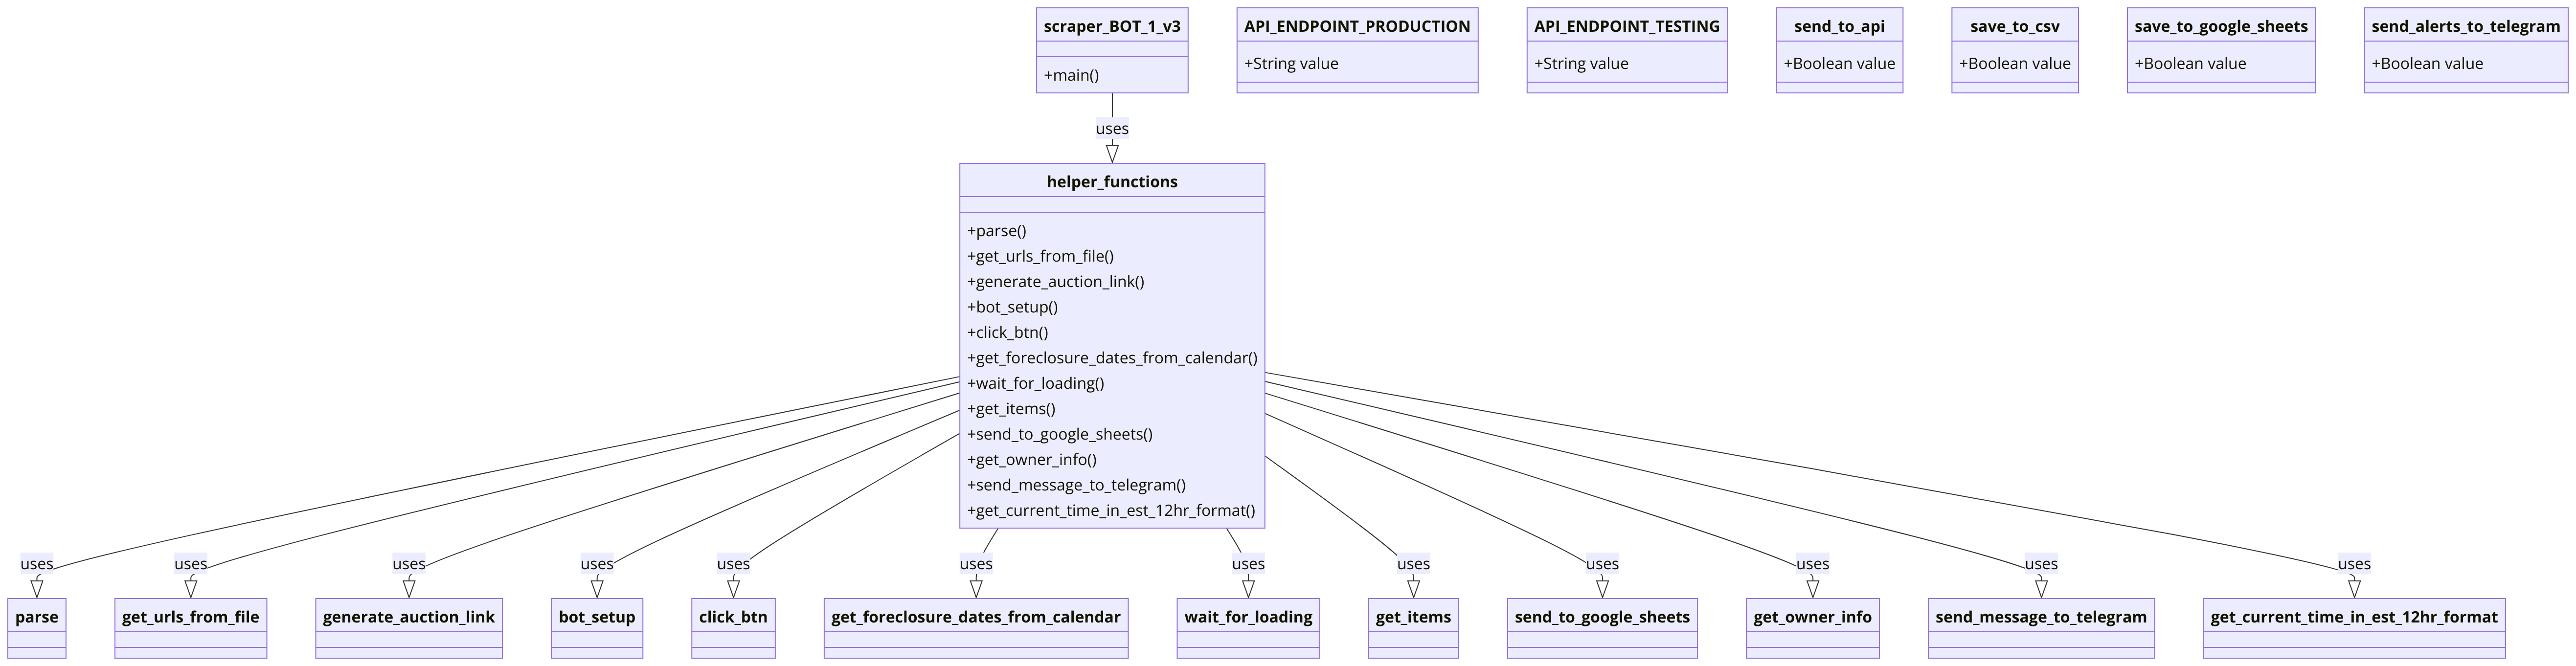 scraper_BOT_1_v3
+main()
API_ENDPOINT_PRODUCTION
+String value
API_ENDPOINT_TESTING
+String value
send_to_api
+Boolean value
save_to_csv
+Boolean value
save_to_google_sheets
+Boolean value
send_alerts_to_telegram
+Boolean value
uses
helper_functions
+parse()
+get_urls_from_file()
+generate_auction_link()
+bot_setup()
+click_btn()
+get_foreclosure_dates_from_calendar()
+wait_for_loading()
+get_items()
+send_to_google_sheets()
+get_owner_info()
+send_message_to_telegram()
+get_current_time_in_est_12hr_format()
uses
uses
uses
uses
uses
uses
uses
uses
uses
uses
uses
uses
parse
get_urls_from_file
generate_auction_link
bot_setup
click_btn
get_foreclosure_dates_from_calendar
wait_for_loading
get_items
send_to_google_sheets
get_owner_info
send_message_to_telegram
get_current_time_in_est_12hr_format